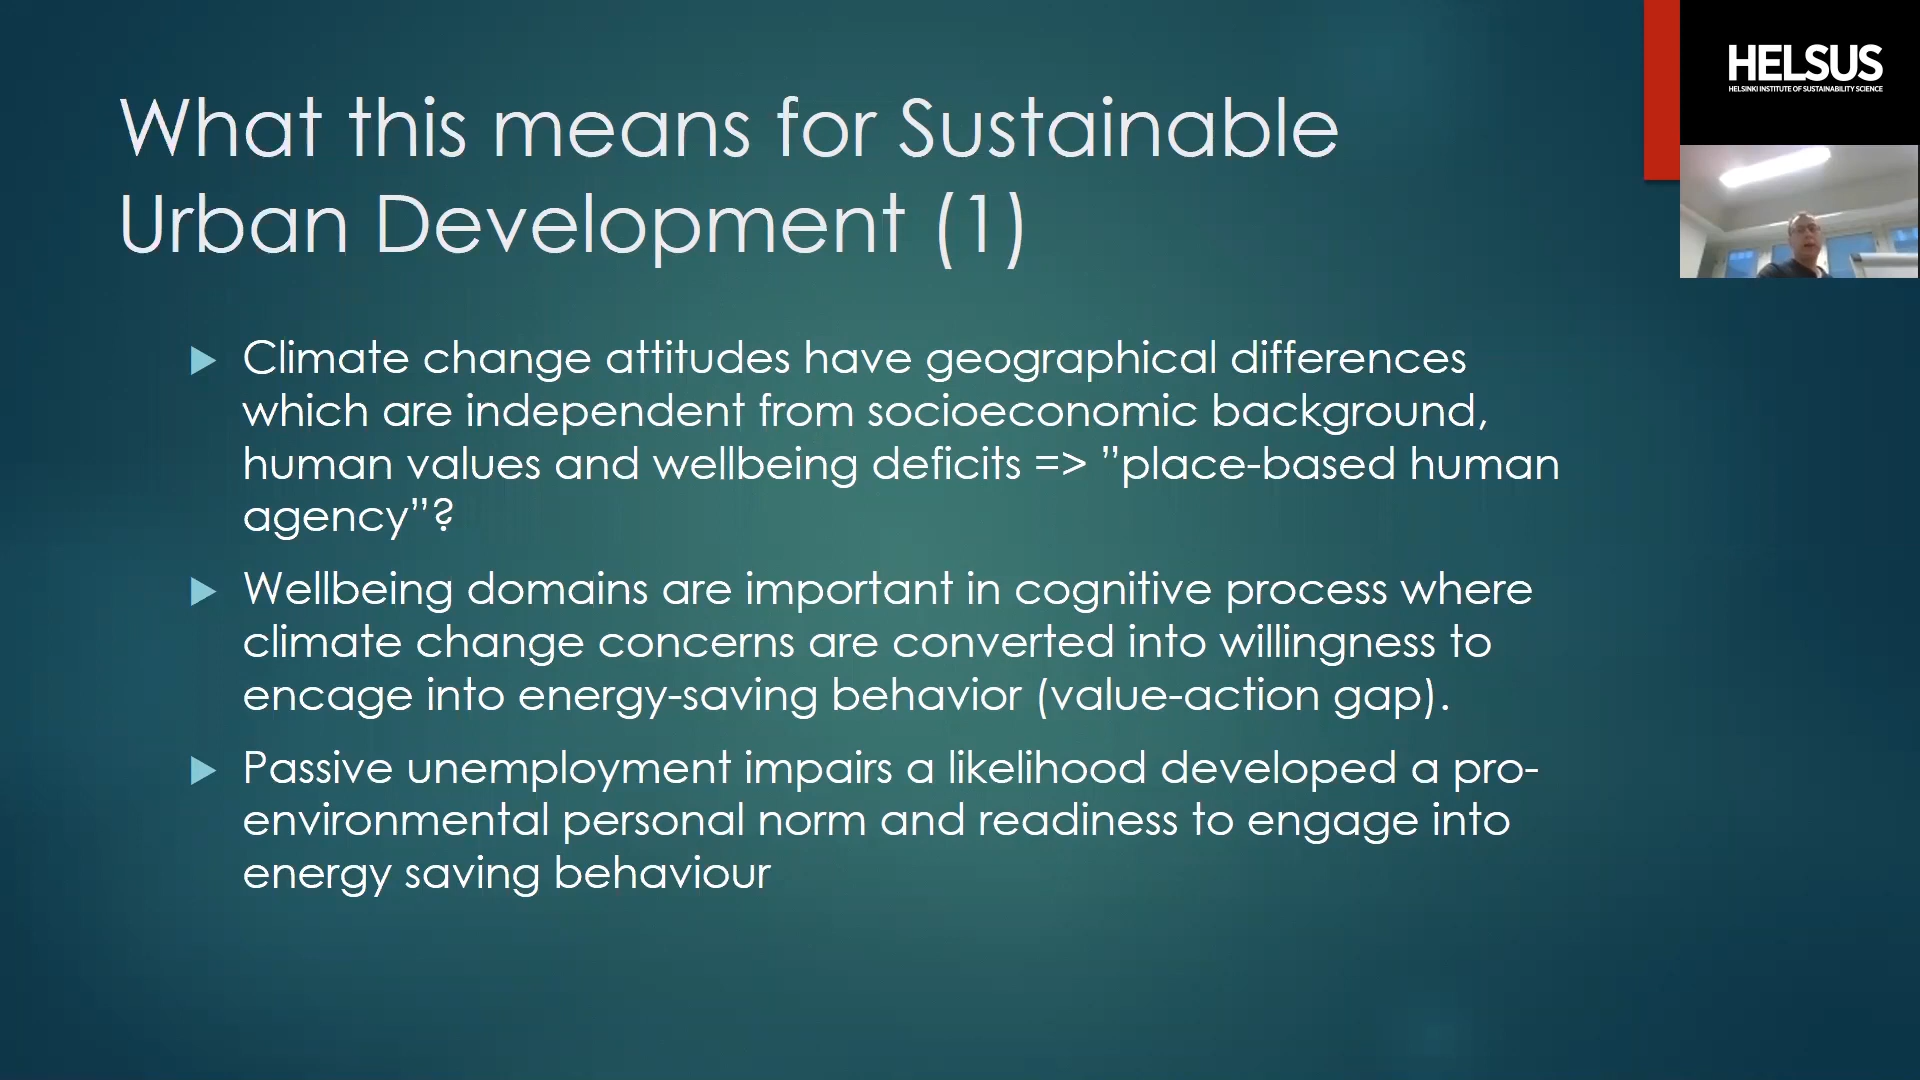 What this means for Sustainable
Urban Development (1)
Climate change attitudes have geographical differences
which are independent from socioeconomic background,
human values and wellbeing deficits => ”place-based human
agency”?
Wellbeing domains are important in cognitive process where
climate change concerns are converted into willingness to
encage into energy-saving behavior (value-action gap).
Passive unemployment impairs a likelihood developed a pro-
environmental personal norm and readiness to engage into
energy saving behaviour
HELSUS
HELSINKI INSTITUTE OF SUSTAINABILITY SCIENCE